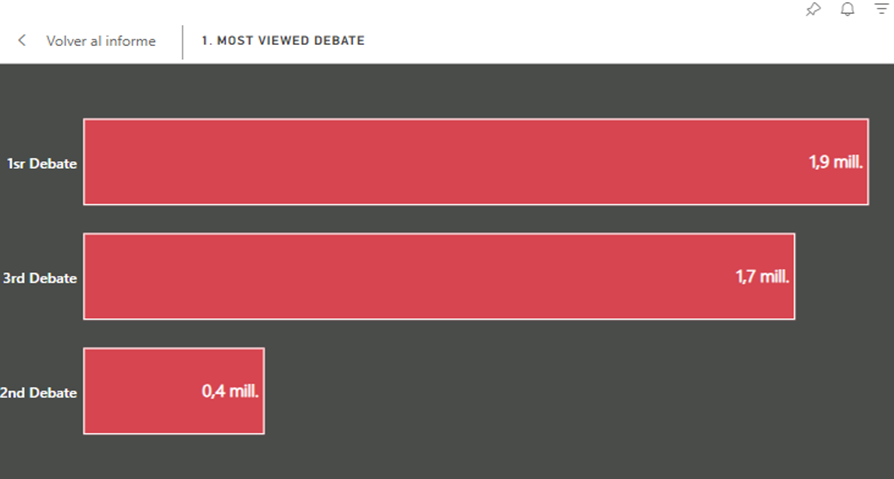 Volver al informe
1. MOST VIEWED DEBATE
1sr Debate
1,9 mill.
3rd Debate
1,7 mill.
2nd Debate
0,4 mill.